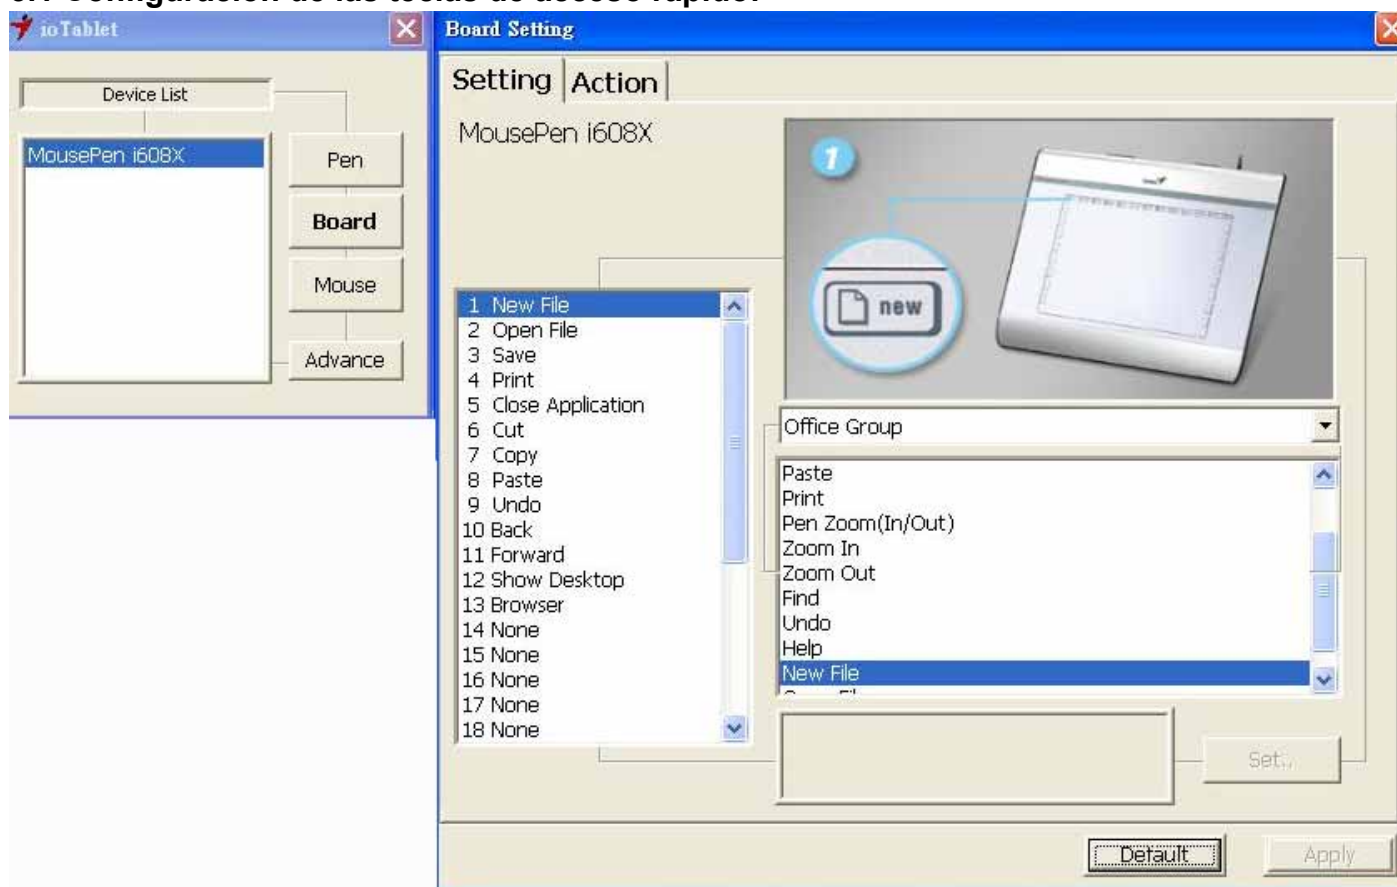 ioTablet
Device List
MousePen i608X
Pen
Board
Mouse
Advance
Board Setting
Setting
Action
MousePen i608X
1
new
1 New File
2 Open File
3 Save
4 Print
5 Close Application
6 Cut
7 Copy
8 Paste
9 Undo
10 Back
11 Forward
12 Show Desktop
13 Browser
14 None
15 None
16 None
17 None
18 None
Office Group
Paste
Print
Pen Zoom(In/Out)
Zoom In
Zoom Out
Find
Undo
Help
New File
Set..
Default
Apply